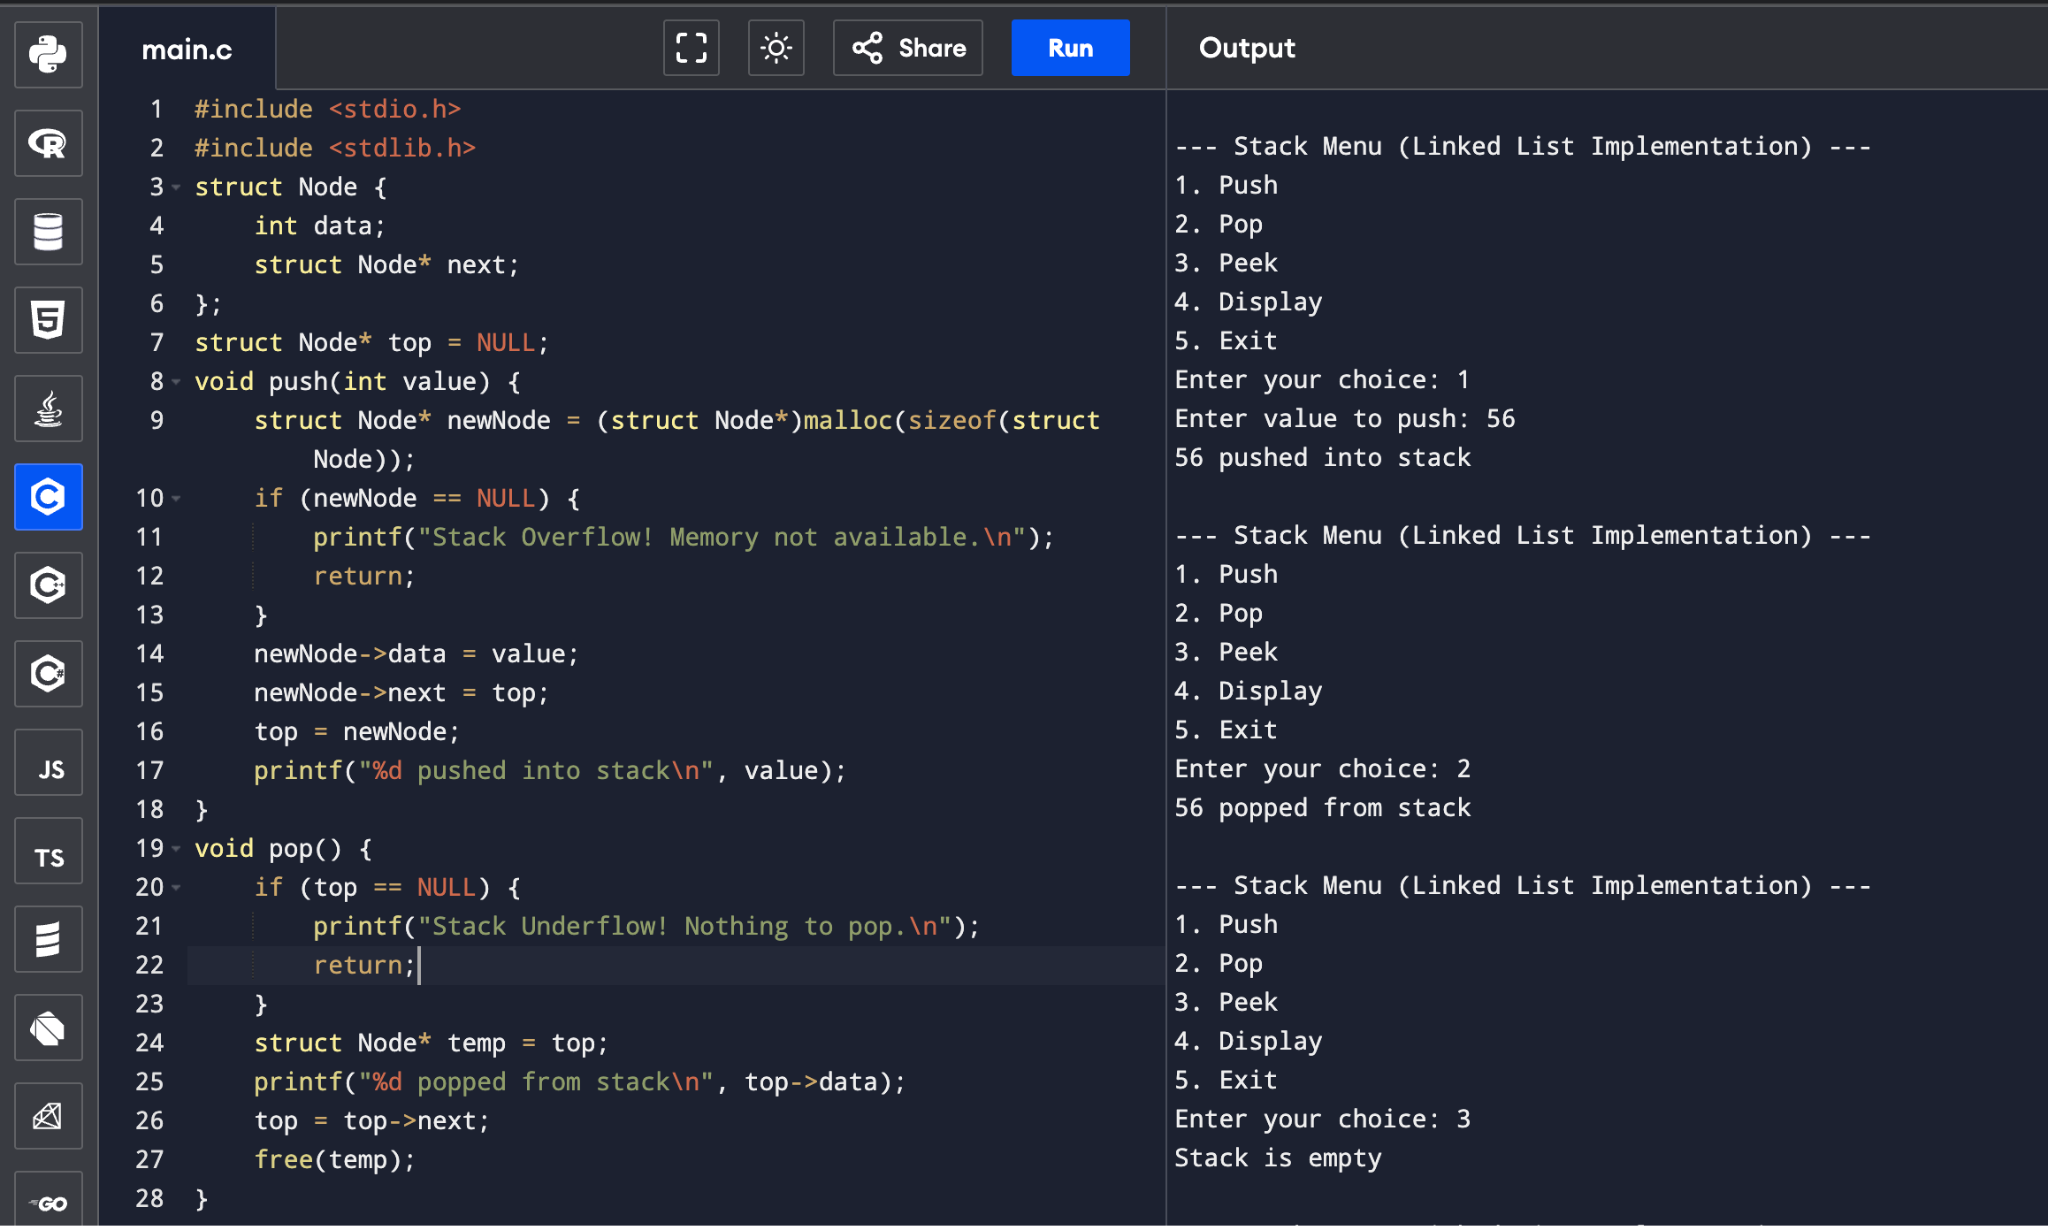 main.c
Share
Run
Output
1 #include <stdio.h>
2 #include <stdlib.h>
3 struct Node {
4     int data;
5     struct Node* next;
6 };
7 struct Node* top = NULL;
8 void push(int value) {
9     struct Node* newNode = (struct Node*)malloc(sizeof(struct
        Node));
10     if (newNode == NULL) {
11         printf("Stack Overflow! Memory not available.\n");
12         return;
13     }
14     newNode->data = value;
15     newNode->next = top;
16     top = newNode;
17     printf("%d pushed into stack\n", value);
18 }
19 void pop() {
20     if (top == NULL) {
21         printf("Stack Underflow! Nothing to pop.\n");
22         return;
23     }
24     struct Node* temp = top;
25     printf("%d popped from stack\n", top->data);
26     top = top->next;
27     free(temp);
28 }
--- Stack Menu (Linked List Implementation) ---
1. Push
2. Pop
3. Peek
4. Display
5. Exit
Enter your choice: 1
Enter value to push: 56
56 pushed into stack
--- Stack Menu (Linked List Implementation) ---
1. Push
2. Pop
3. Peek
4. Display
5. Exit
Enter your choice: 2
56 popped from stack
--- Stack Menu (Linked List Implementation) ---
1. Push
2. Pop
3. Peek
4. Display
5. Exit
Enter your choice: 3
Stack is empty
R
5
C
C++
C#
JS
TS
GO